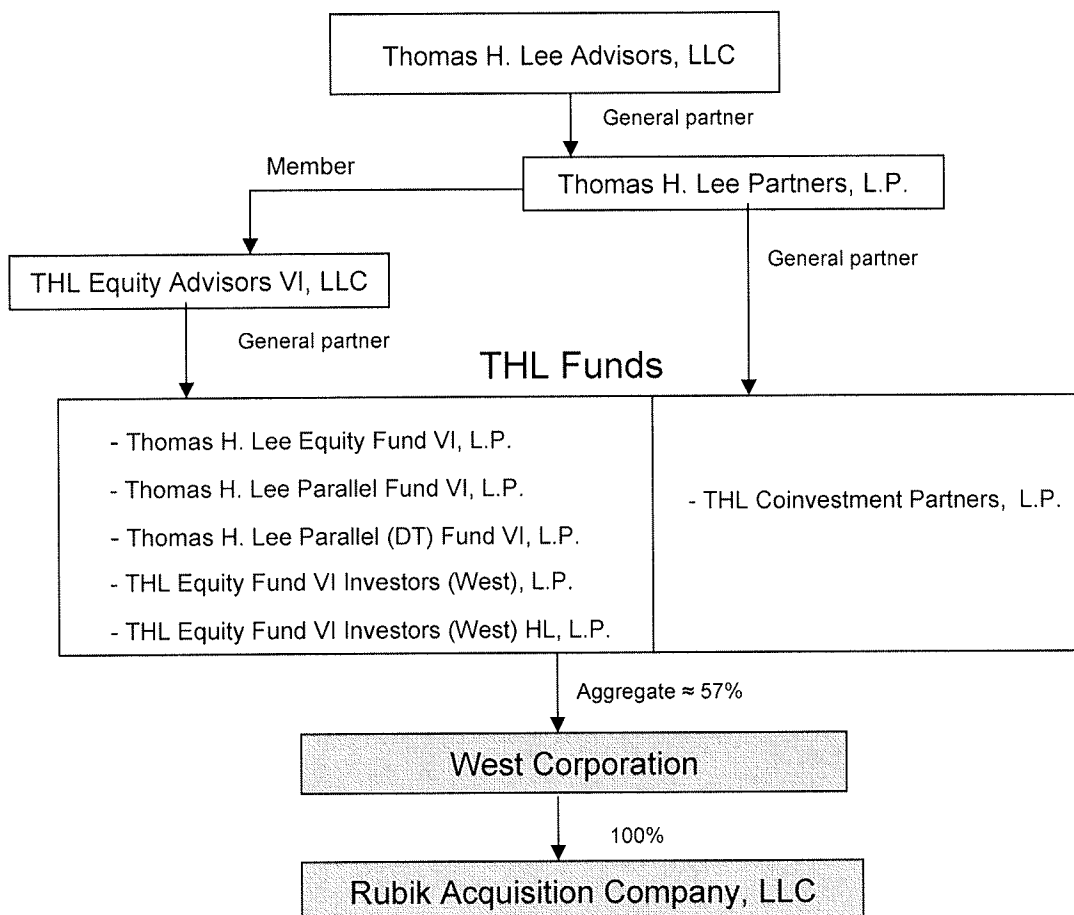 Thomas H. Lee Advisors, LLC
General partner
Member
Thomas H. Lee Partners, L.P.
General partner
THL Equity Advisors VI, LLC
General partner
THL Funds
- Thomas H. Lee Equity Fund VI, L.P.
- Thomas H. Lee Parallel Fund VI, L.P.
- Thomas H. Lee Parallel (DT) Fund VI, L.P.
- THL Equity Fund VI Investors (West), L.P.
- THL Equity Fund VI Investors (West) HL, L.P.
- THL Coinvestment Partners, L.P.
Aggregate ≈ 57%
West Corporation
100%
Rubik Acquisition Company, LLC